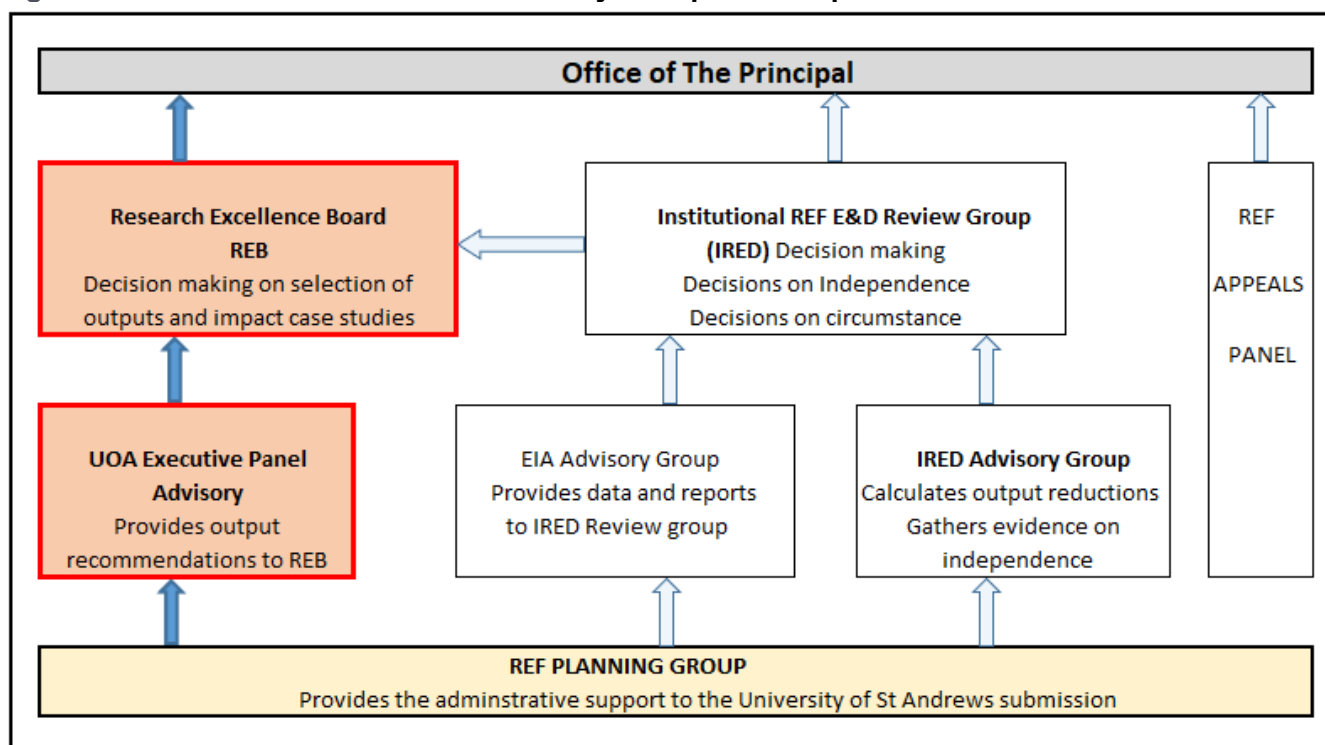 Office of The Principal
Research Excellence Board
REB
Decision making on selection of
outputs and impact case studies
Institutional REF E&D Review Group
(IRED) Decision making
Decisions on Independence
Decisions on circumstance
REF
APPEALS
PANEL
UOA Executive Panel
Advisory
Provides output
recommendations to REB
EIA Advisory Group
Provides data and reports
to IRED Review group
IRED Advisory Group
Calculates output reductions
Gathers evidence on
independence
REF PLANNING GROUP
Provides the adminstrative support to the University of St Andrews submission